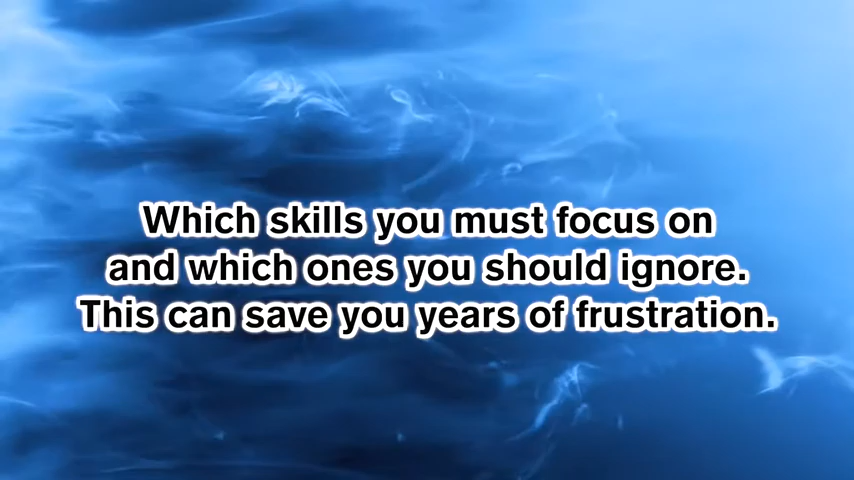 Which skills you must focus on
and which ones you should ignore.
This can save you years of frustration.